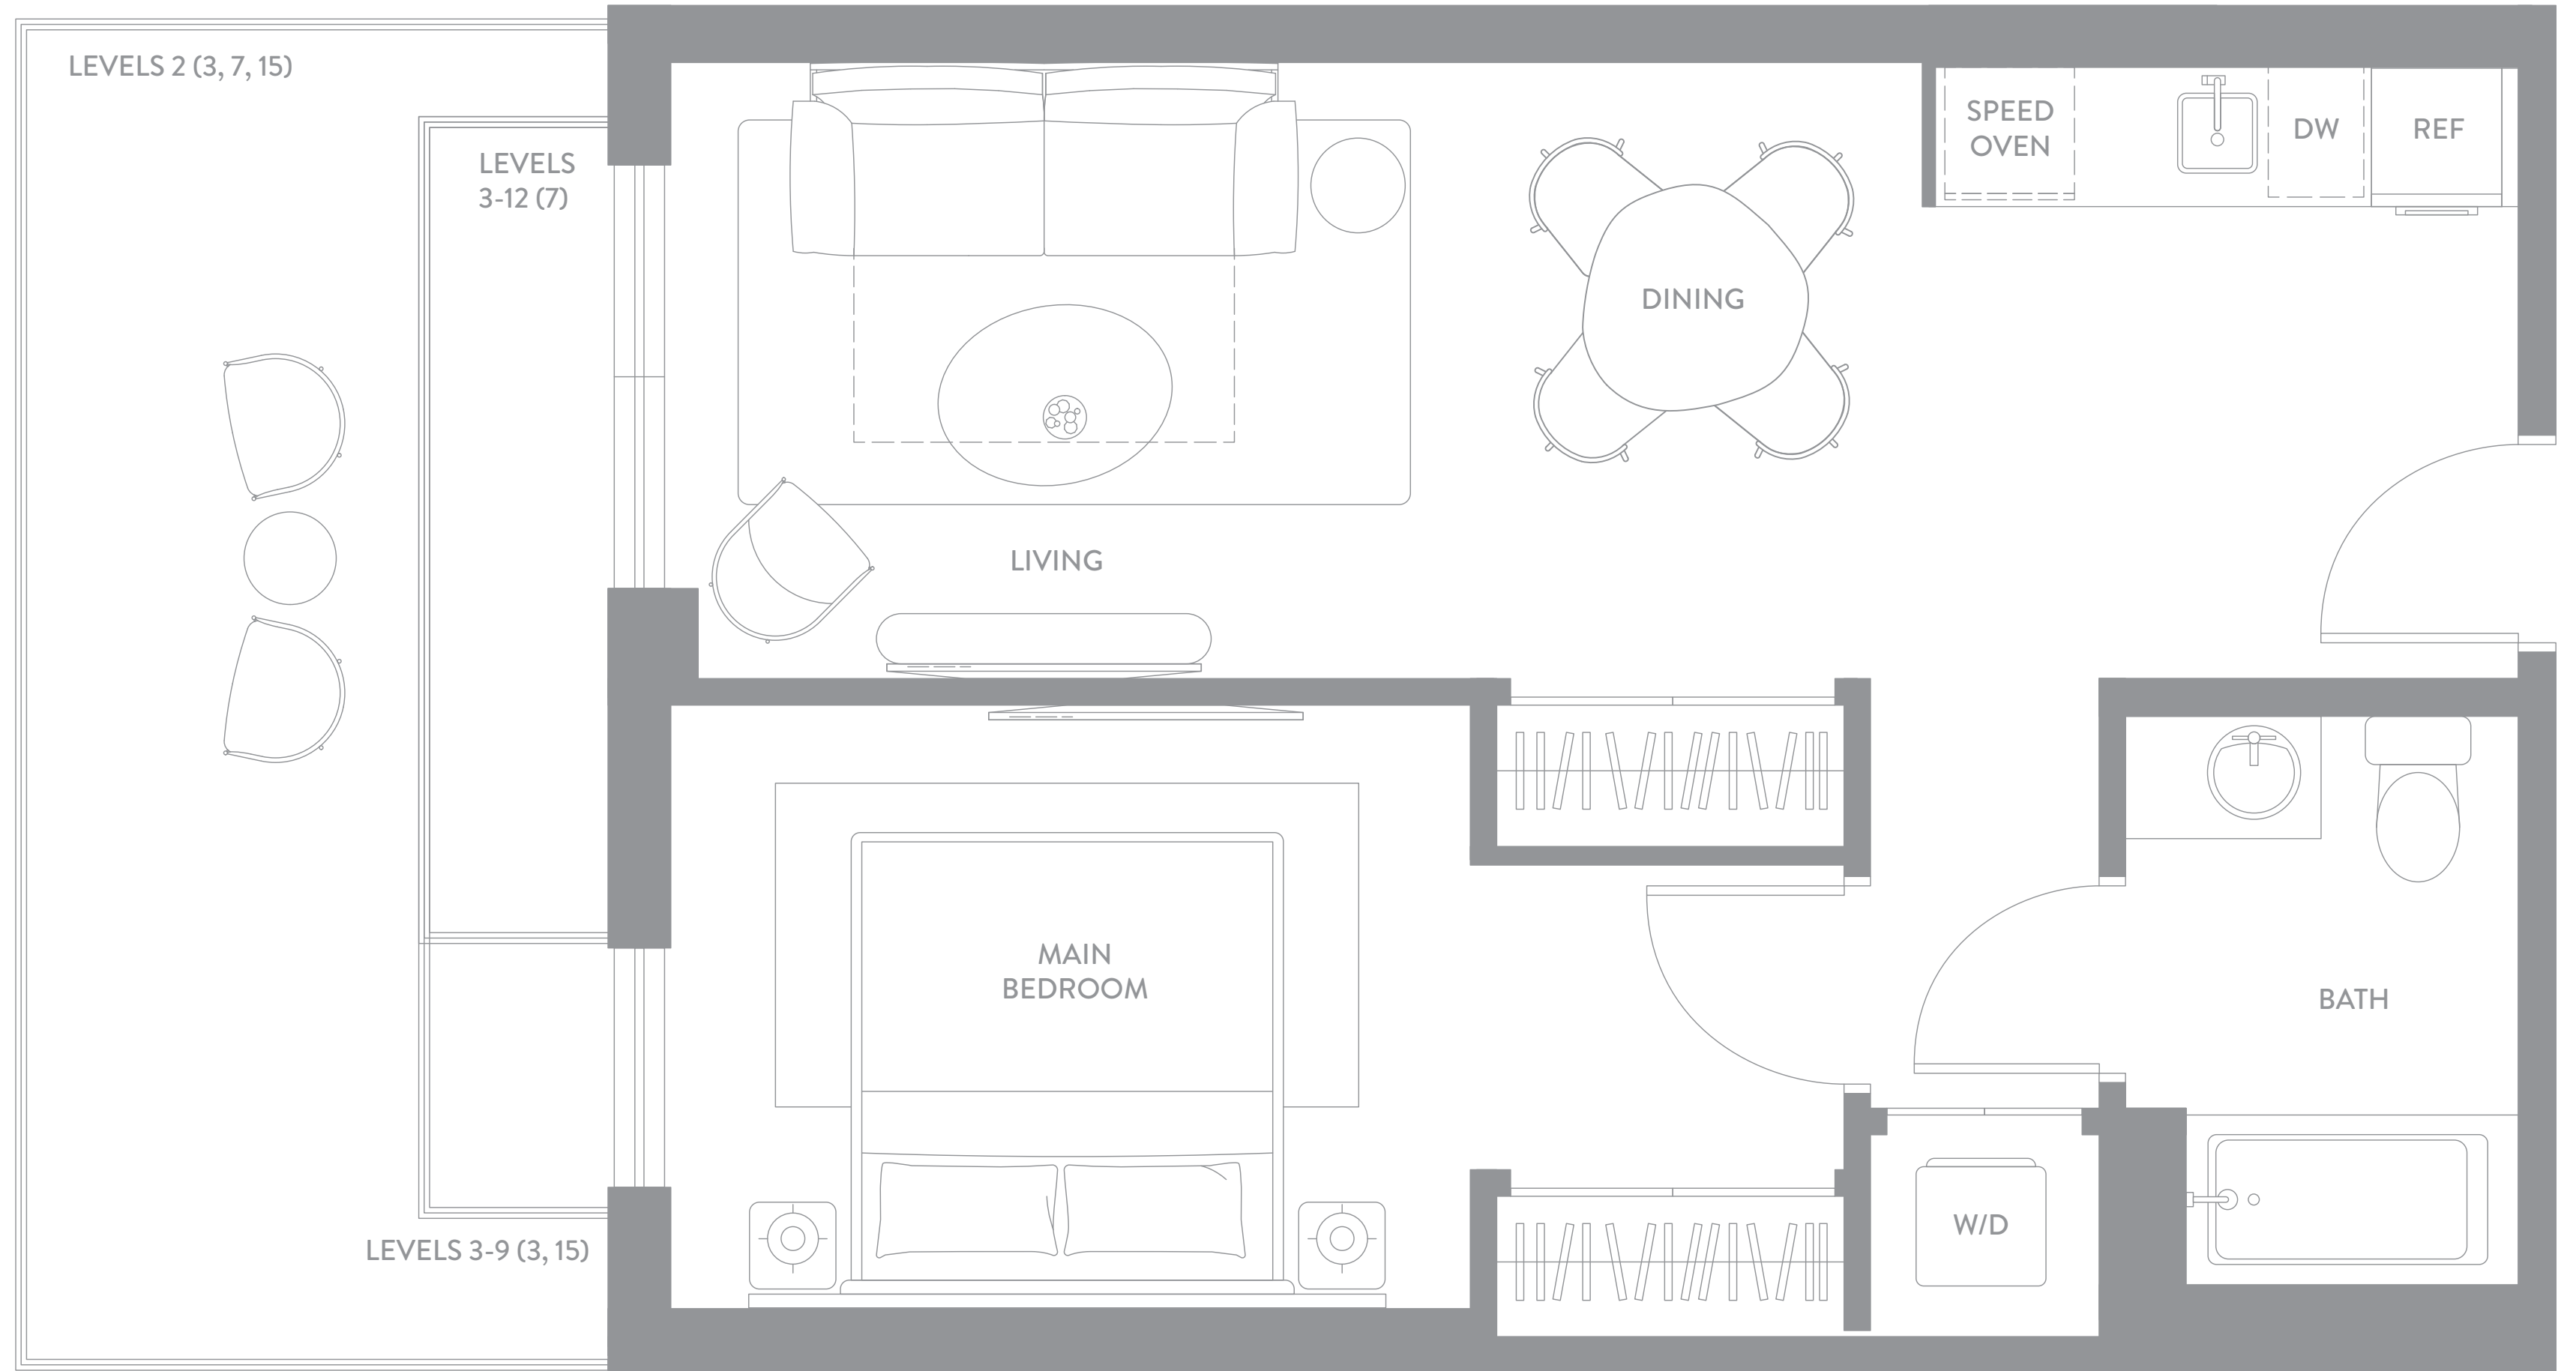 LEVELS 2 (3, 7, 15)
LEVELS
3-12 (7)
SPEED
OVEN
DW
REF
DINING
LIVING
MAIN
BEDROOM
BATH
W/D
LEVELS 3-9 (3, 15)